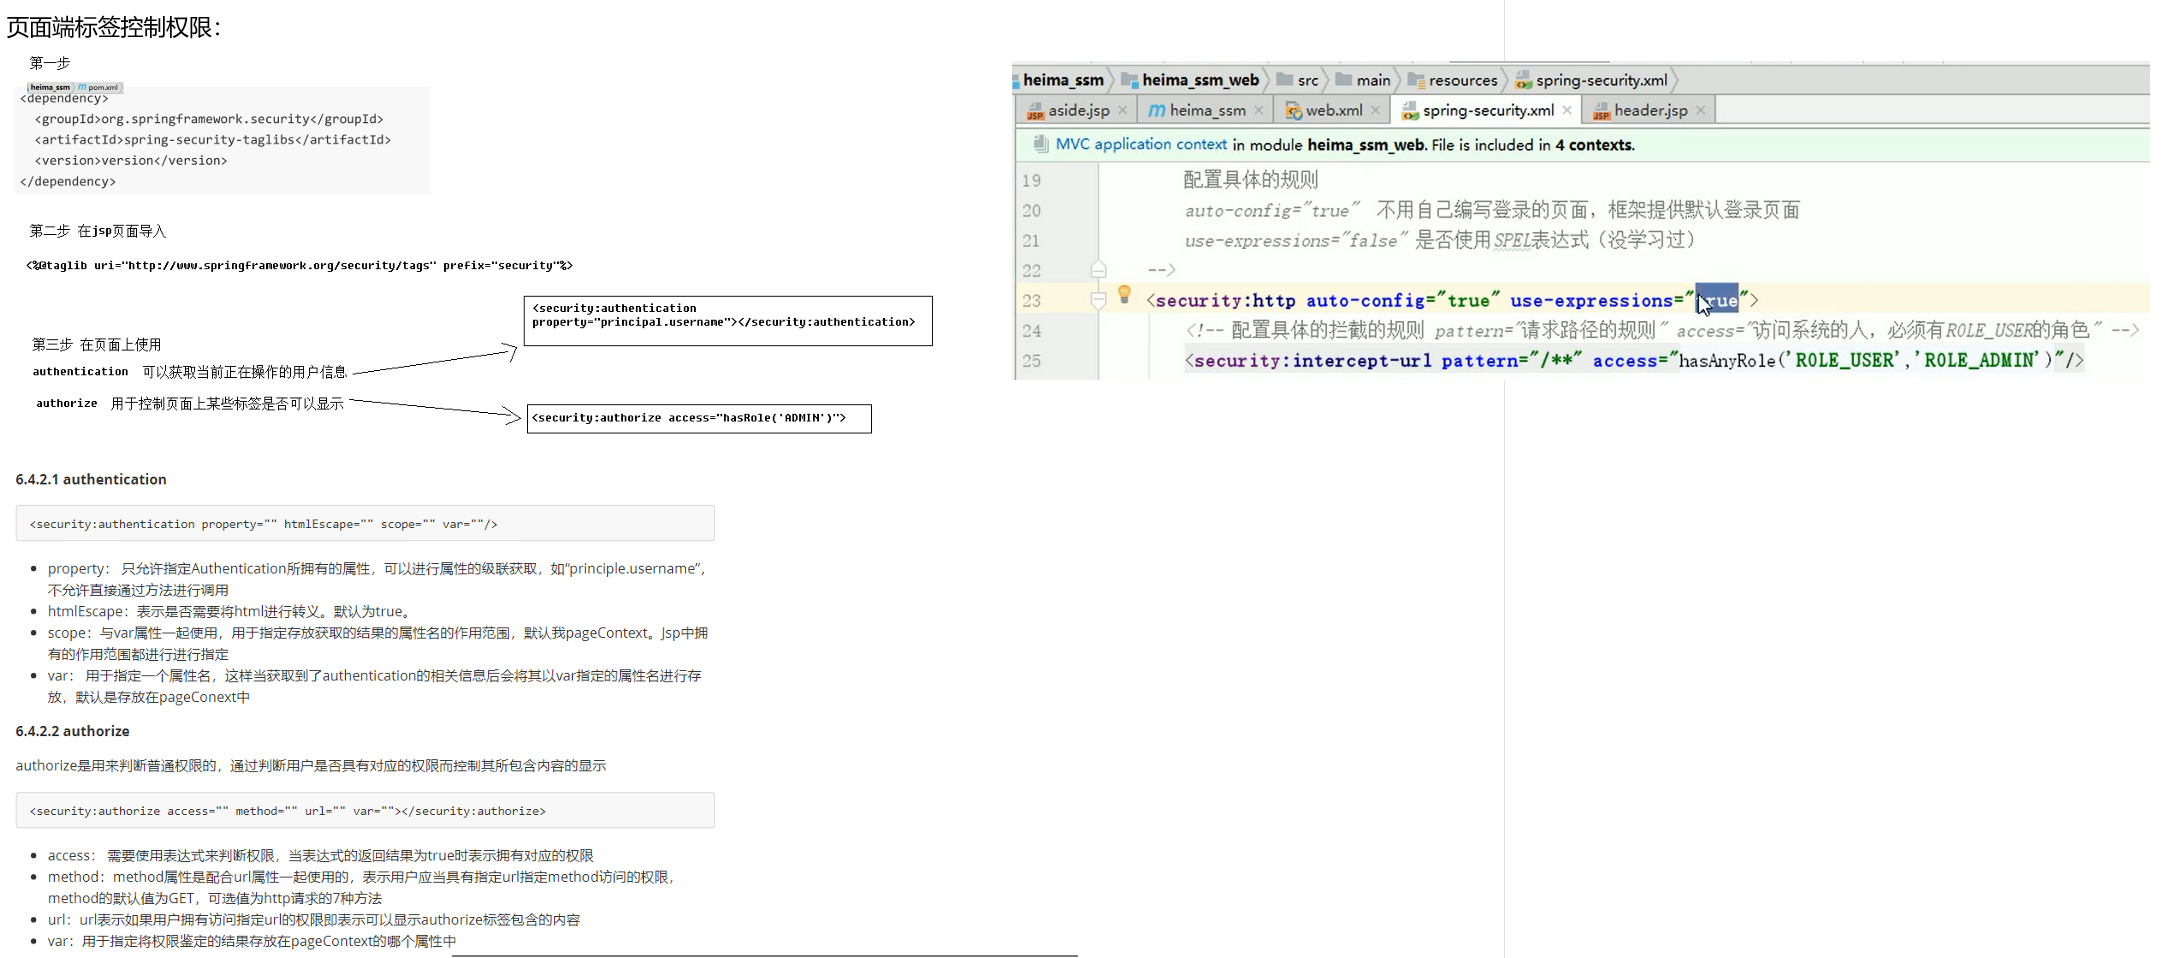 页面端标签控制权限：
第一步
heima_ssm m pom.xml
<dependency>
<groupId>org.springframework.security</groupId>
<artifactId>spring-security-taglibs</artifactId>
<version>version</version>
</dependency>
第二步 在jsp页面导入
<%@taglib uri="http://www.springframework.org/security/tags" prefix="security"%>
<security:authentication
property="principal.username"></security:authentication>
第三步 在页面上使用
authentication 可以获取当前正在操作的用户信息
authorize 用于控制页面上某些标签是否可以显示
<security:authorize access="hasRole('ADMIN')">
6.4.2.1 authentication
<security:authentication property="" htmlEscape="" scope="" var=""/>
• property： 只允许指定Authentication所拥有的属性，可以进行属性的级联获取，如“principle.username”，
不允许直接通过方法进行调用
• htmlEscape：表示是否需要将html进行转义。默认为true。
• scope：与var属性一起使用，用于指定存放获取的结果的属性名的作用范围，默认我pageContext。Jsp中拥
有的作用范围都进行进行指定
• var： 用于指定一个属性名，这样当获取到了authentication的相关信息后会将其以var指定的属性名进行存
放，默认是存放在pageConext中
6.4.2.2 authorize
authorize是用来判断普通权限的，通过判断用户是否具有对应的权限而控制其所包含内容的显示
<security:authorize access="" method="" url="" var=""></security:authorize>
• access： 需要使用表达式来判断权限，当表达式的返回结果为true时表示拥有对应的权限
• method：method属性是配合url属性一起使用的，表示用户应当具有指定url指定method访问的权限，
method的默认值为GET，可选值为http请求的7种方法
• url：url表示如果用户拥有访问指定url的权限即表示可以显示authorize标签包含的内容
• var：用于指定将权限鉴定的结果存放在pageContext的哪个属性中
heima_ssm heima_ssm_web src main resources spring-security.xml
aside.jsp × m heima_ssm × web.xml × spring-security.xml × header.jsp ×
MVC application context in module heima_ssm_web. File is included in 4 contexts.
19 配置具体的规则
20 auto-config="true" 不用自己编写登录的页面，框架提供默认登录页面
21 use-expressions="false" 是否使用SPEL表达式（没学习过）
22 -->
23 <security:http auto-config="true" use-expressions="true">
24 <!-- 配置具体的拦截的规则 pattern="请求路径的规则" access="访问系统的人，必须有ROLE_USER的角色" -->
25 <security:intercept-url pattern="/**" access="hasAnyRole('ROLE_USER','ROLE_ADMIN')"/>